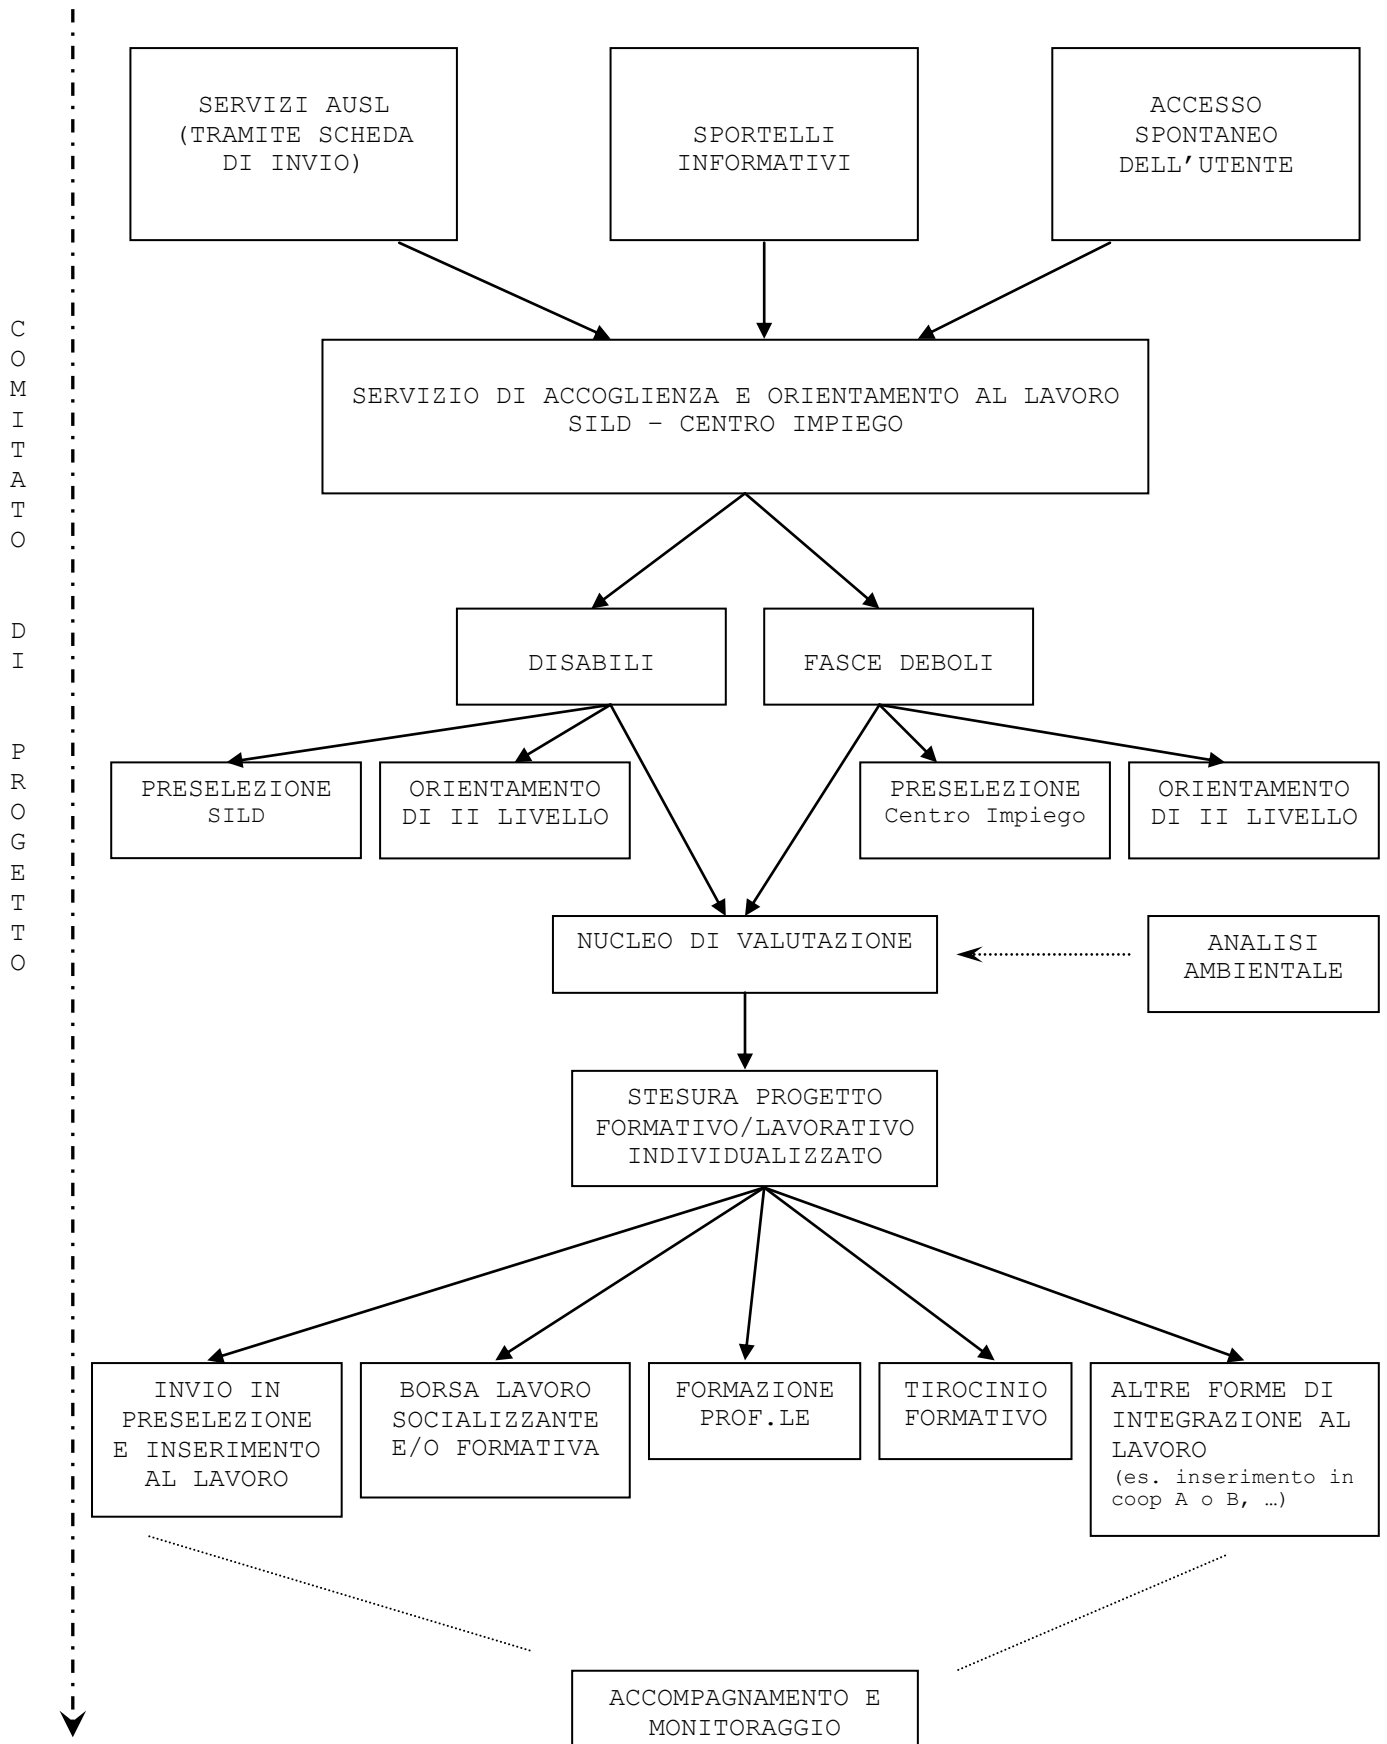 SERVIZI AUSL
(TRAMITE SCHEDA
DI INVIO)
SPORTELLI
INFORMATIVI
ACCESSO
SPONTANEO
DELL’UTENTE
COMITATO DI PROGETTO
SERVIZIO DI ACCOGLIENZA E ORIENTAMENTO AL LAVORO
SILD – CENTRO IMPIEGO
DISABILI
FASCE DEBOLI
PRESELEZIONE
SILD
ORIENTAMENTO
DI II LIVELLO
PRESELEZIONE
Centro Impiego
ORIENTAMENTO
DI II LIVELLO
NUCLEO DI VALUTAZIONE
ANALISI
AMBIENTALE
STESURA PROGETTO
FORMATIVO/LAVORATIVO
INDIVIDUALIZZATO
INVIO IN
PRESELEZIONE
E INSERIMENTO
AL LAVORO
BORSA LAVORO
SOCIALIZZANTE
E/O FORMATIVA
FORMAZIONE
PROF.LE
TIROCINIO
FORMATIVO
ALTRE FORME DI
INTEGRAZIONE AL
LAVORO
(es. inserimento in
coop A o B, …)
ACCOMPAGNAMENTO E
MONITORAGGIO